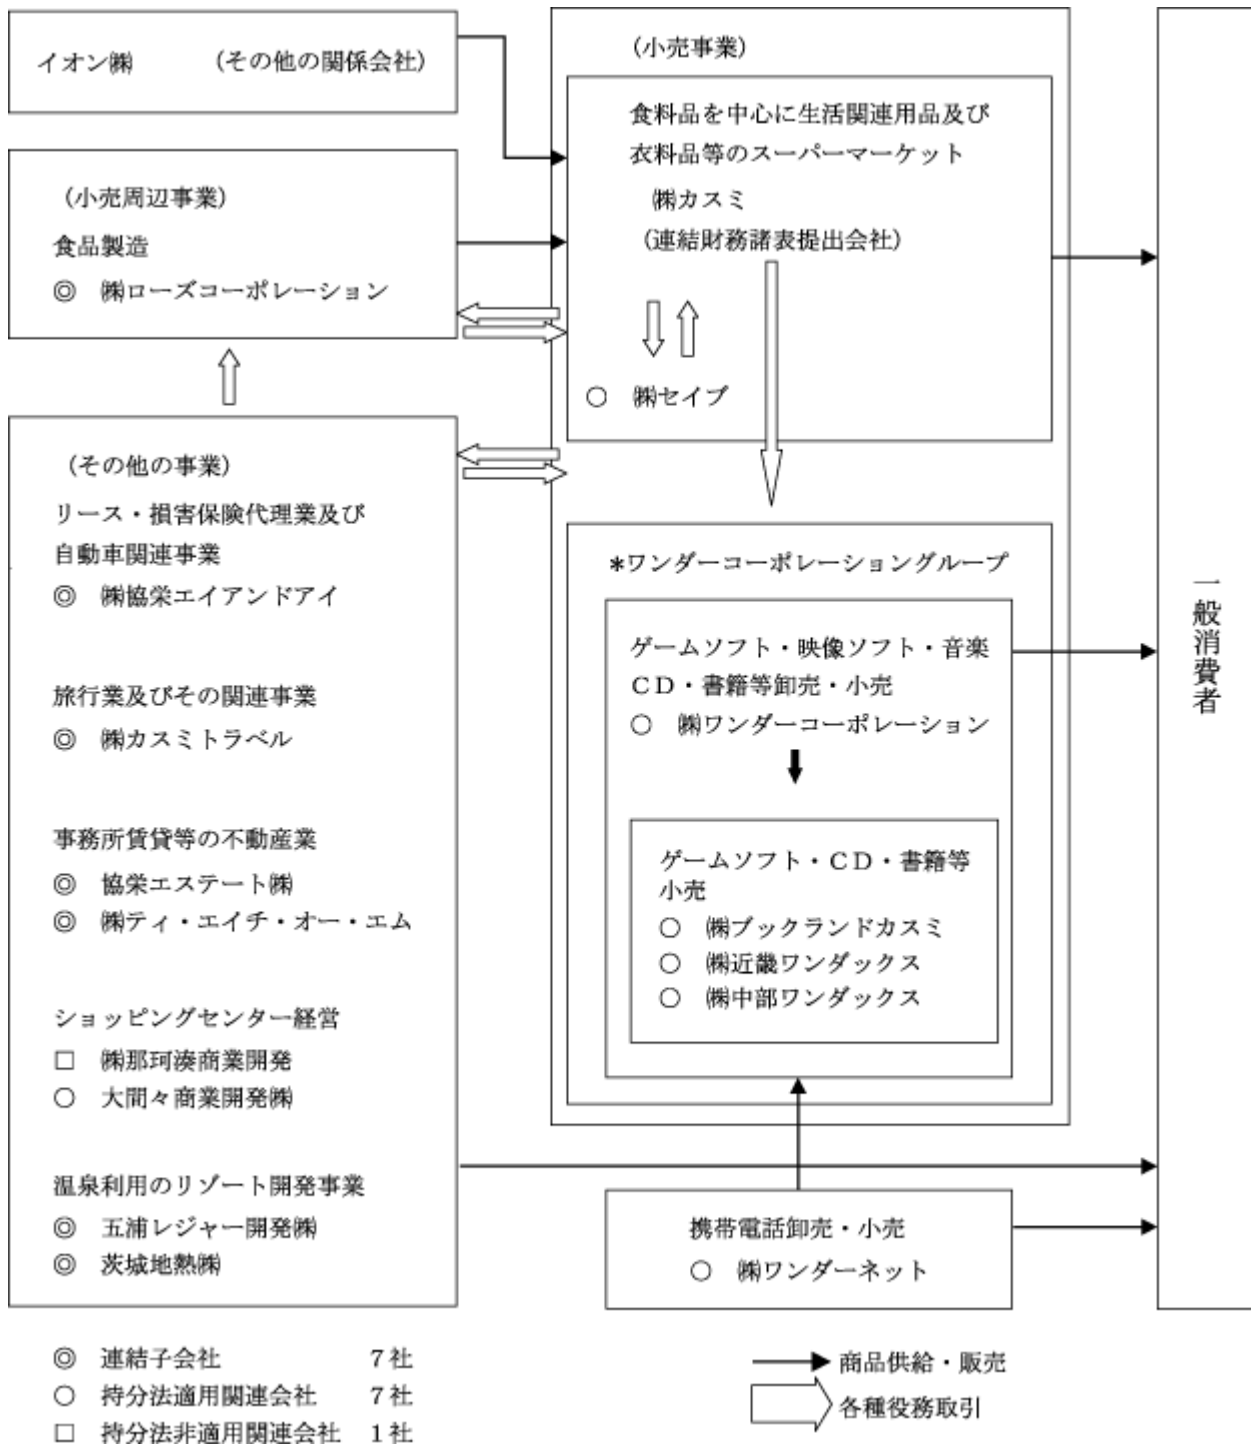 イオン㈱　　　(その他の関係会社)
(小売周辺事業)
食品製造
◎　㈱ローズコーポレーション
(その他の事業)
リース・損害保険代理業及び
自動車関連事業
◎　㈱協栄エイアンドアイ
旅行業及びその関連事業
◎　㈱カスミトラベル
事務所賃貸等の不動産業
◎　協栄エステート㈱
◎　㈱ティ・エイチ・オー・エム
ショッピングセンター経営
□　㈱那珂湊商業開発
○　大間々商業開発㈱
温泉利用のリゾート開発事業
◎　五浦レジャー開発㈱
◎　茨城地熱㈱
(小売事業)
食料品を中心に生活関連用品及び
衣料品等のスーパーマーケット
㈱カスミ
(連結財務諸表提出会社)
○　㈱セイブ
*ワンダーコーポレーショングループ
ゲームソフト・映像ソフト・音楽
ＣＤ・書籍等卸売・小売
○　㈱ワンダーコーポレーション
ゲームソフト・ＣＤ・書籍等
小売
○　㈱ブックランドカスミ
○　㈱近畿ワンダックス
○　㈱中部ワンダックス
携帯電話卸売・小売
○　㈱ワンダーネット
一般消費者
◎　連結子会社　　　　　　７社
○　持分法適用関連会社　　７社
□　持分法非適用関連会社　１社
商品供給・販売
各種役務取引